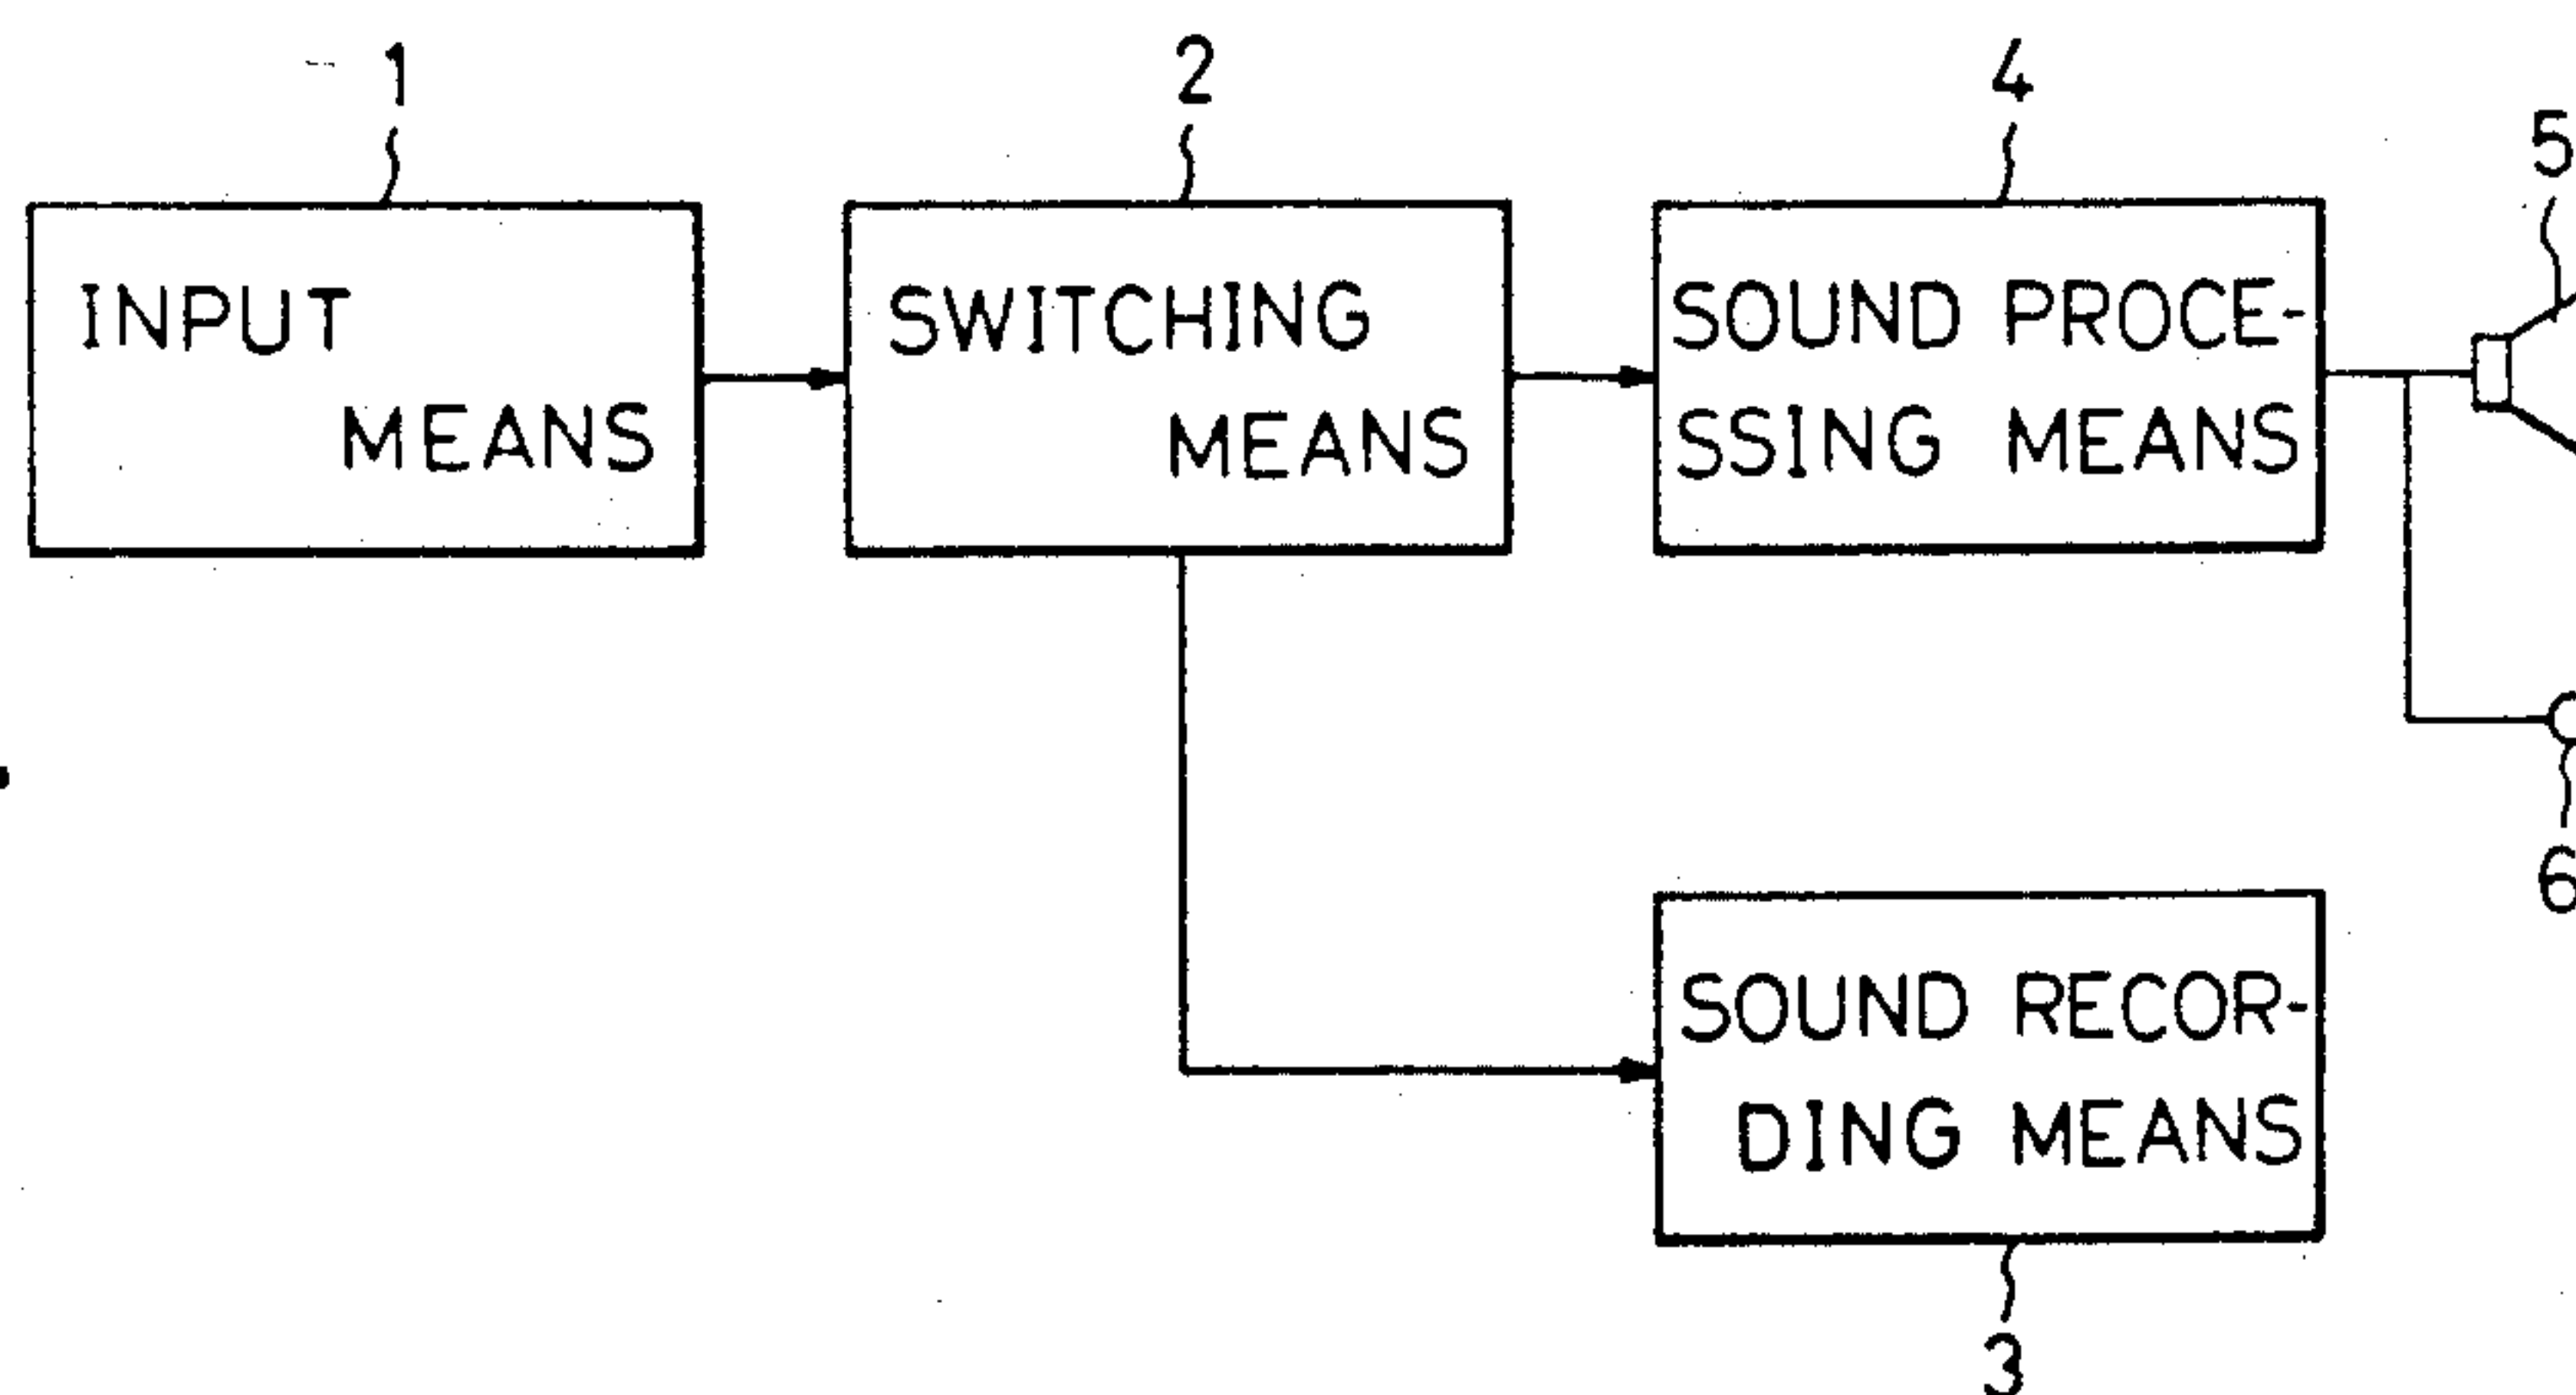 1
2
4
5
INPUT
MEANS
SWITCHING
MEANS
SOUND PROCE-
SSING MEANS
6
SOUND RECOR-
DING MEANS
3